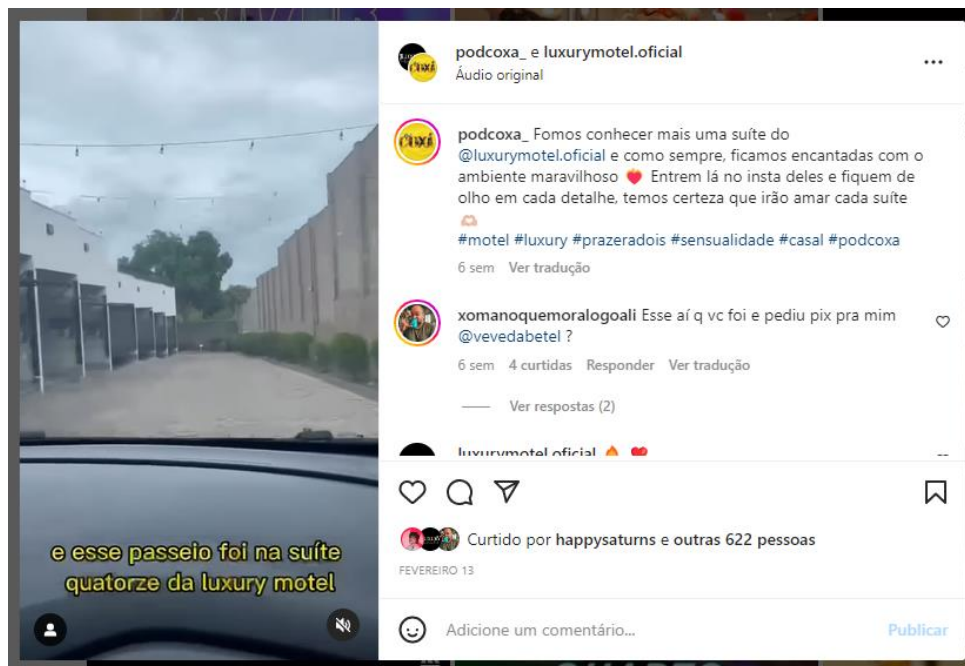 podcoxa_ e luxurymotel.oficial
Áudio original
podcoxa_ Fomos conhecer mais uma suíte do
@luxurymotel.oficial e como sempre, ficamos encantadas com o
ambiente maravilhoso ❤️ Entrem lá no insta deles e fiquem de
olho em cada detalhe, temos certeza que irão amar cada suíte
🫶🏻
#motel #luxury #prazeradois #sensualidade #casal #podcoxa
6 sem Ver tradução
xomanoquemoralogoali Esse aí q vc foi e pediu pix pra mim
@vevedabetel ?
6 sem 4 curtidas Responder Ver tradução
Ver respostas (2)
luxurymotel.oficial 🔥 ❤️
Curtido por happysaturns e outras 622 pessoas
FEVEREIRO 13
Adicione um comentário...
Publicar
e esse passeio foi na suíte
quatorze da luxury motel